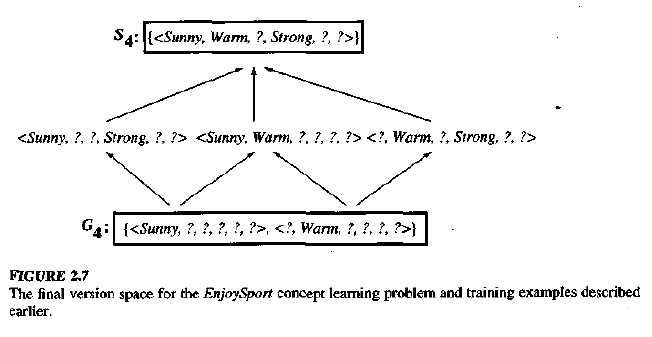 S4: {<Sunny, Warm, ?, Strong, ?, ?>}
<Sunny, ?, ?, Strong, ?, ?> <Sunny, Warm, ?, ?, ?, ?> <?, Warm, ?, Strong, ?, ?>
G4: {<Sunny, ?, ?, ?, ?, ?>, <?, Warm, ?, ?, ?, ?>}
FIGURE 2.7
The final version space for the EnjoySport concept learning problem and training examples described
earlier.